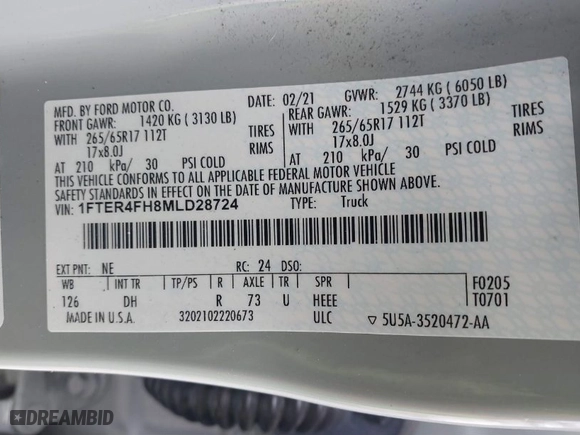 MFD. BY FORD MOTOR CO.
DATE: 02/21 GVWR: 2744 KG ( 6050 LB)
FRONT GAWR: 1420 KG ( 3130 LB) REAR GAWR: 1529 KG ( 3370 LB)
WITH 265/65R17 112T TIRES WITH 265/65R17 112T TIRES
17x8.0J RIMS 17x8.0J RIMS
AT 210 kPa/ 30 PSI COLD AT 210 kPa/ 30 PSI COLD
THIS VEHICLE CONFORMS TO ALL APPLICABLE FEDERAL MOTOR VEHICLE
SAFETY STANDARDS IN EFFECT ON THE DATE OF MANUFACTURE SHOWN ABOVE.
VIN: 1FTER4FH8MLD28724 TYPE: Truck
EXT PNT: NE RC: 24 DSO:
WB INT TR TP/PS R AXLE TR SPR F0205
126 DH R 73 U HEEE T0701
MADE IN U.S.A. 3202102220673 ULC ▽ 5U5A-3520472-AA
DREAMBID